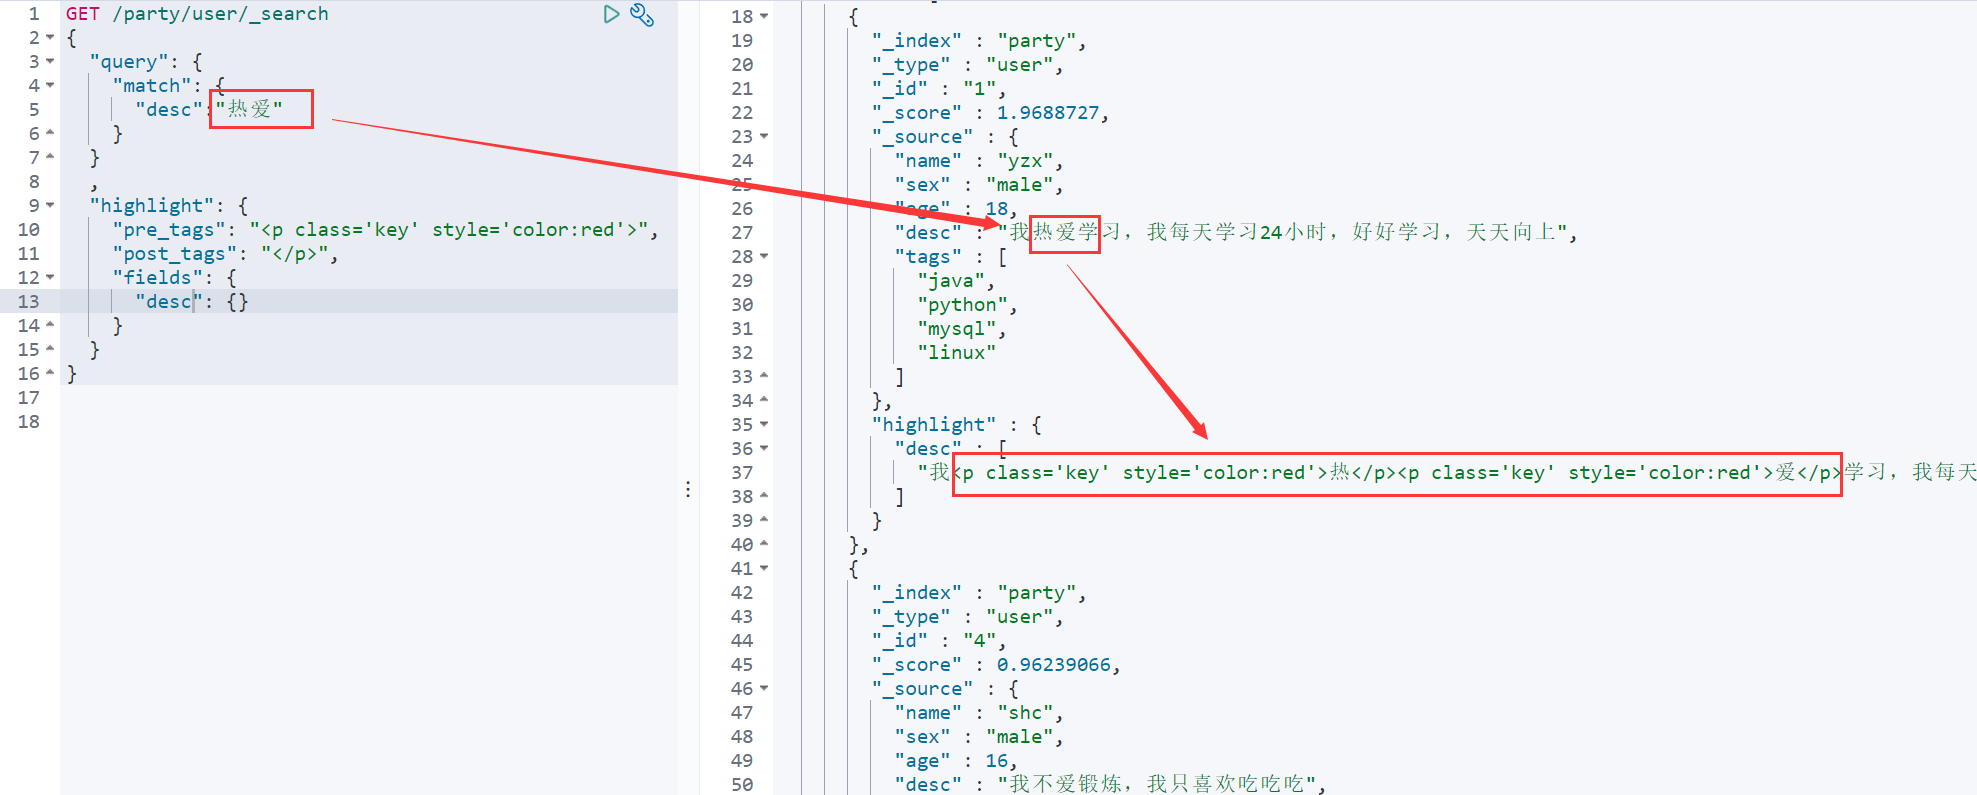 1 GET /party/user/_search
2 {
3 "query": {
4 "match": {
5 "desc":"热爱"
6 }
7 }
8 ,
9 "highlight": {
10 "pre_tags": "<p class='key' style='color:red'>",
11 "post_tags": "</p>",
12 "fields": {
13 "desc": {}
14 }
15 }
16 }
17
18
18 {
19 "_index" : "party",
20 "_type" : "user",
21 "_id" : "1",
22 "_score" : 1.9688727,
23 "_source" : {
24 "name" : "yzx",
25 "sex" : "male",
26 "age" : 18,
27 "desc" : "我热爱学习，我每天学习24小时，好好学习，天天向上",
28 "tags" : [
29 "java",
30 "python",
31 "mysql",
32 "linux"
33 ]
34 },
35 "highlight" : {
36 "desc" : [
37 "我<p class='key' style='color:red'>热</p><p class='key' style='color:red'>爱</p>学习，我每天
38 ]
39 }
40 },
41 {
42 "_index" : "party",
43 "_type" : "user",
44 "_id" : "4",
45 "_score" : 0.96239066,
46 "_source" : {
47 "name" : "shc",
48 "sex" : "male",
49 "age" : 16,
50 "desc" : "我不爱锻炼，我只喜欢吃吃吃",